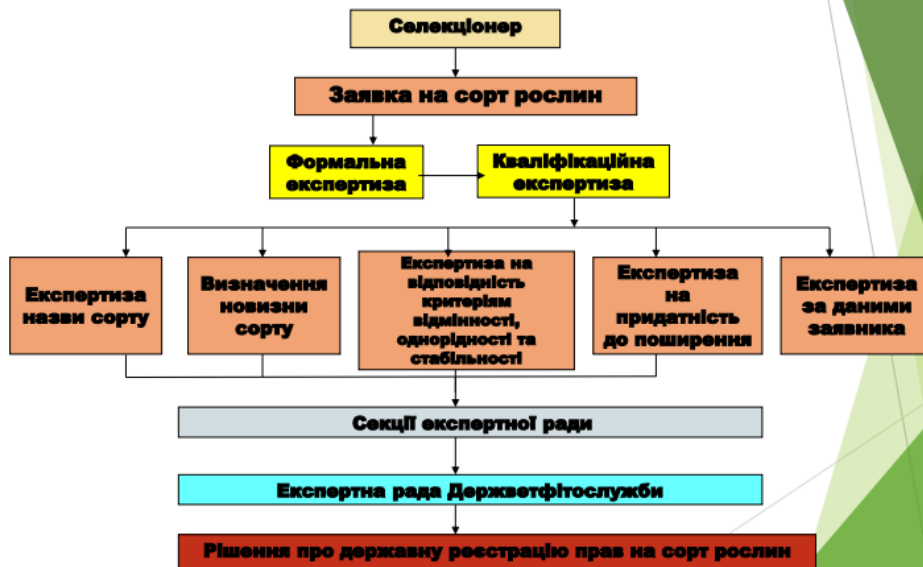 Селекціонер
Заявка на сорт рослин
Формальна
експертиза
Кваліфікаційна
експертиза
Експертиза
назви сорту
Визначення
новизни
сорту
Експертиза на
відповідність
критеріям
відмінності,
однорідності та
стабільності
Експертиза
на
придатність
до поширення
Експертиза
за даними
заявника
Секції експертної ради
Експертна рада Держветфітослужби
Рішення про державну реєстрацію прав на сорт рослин